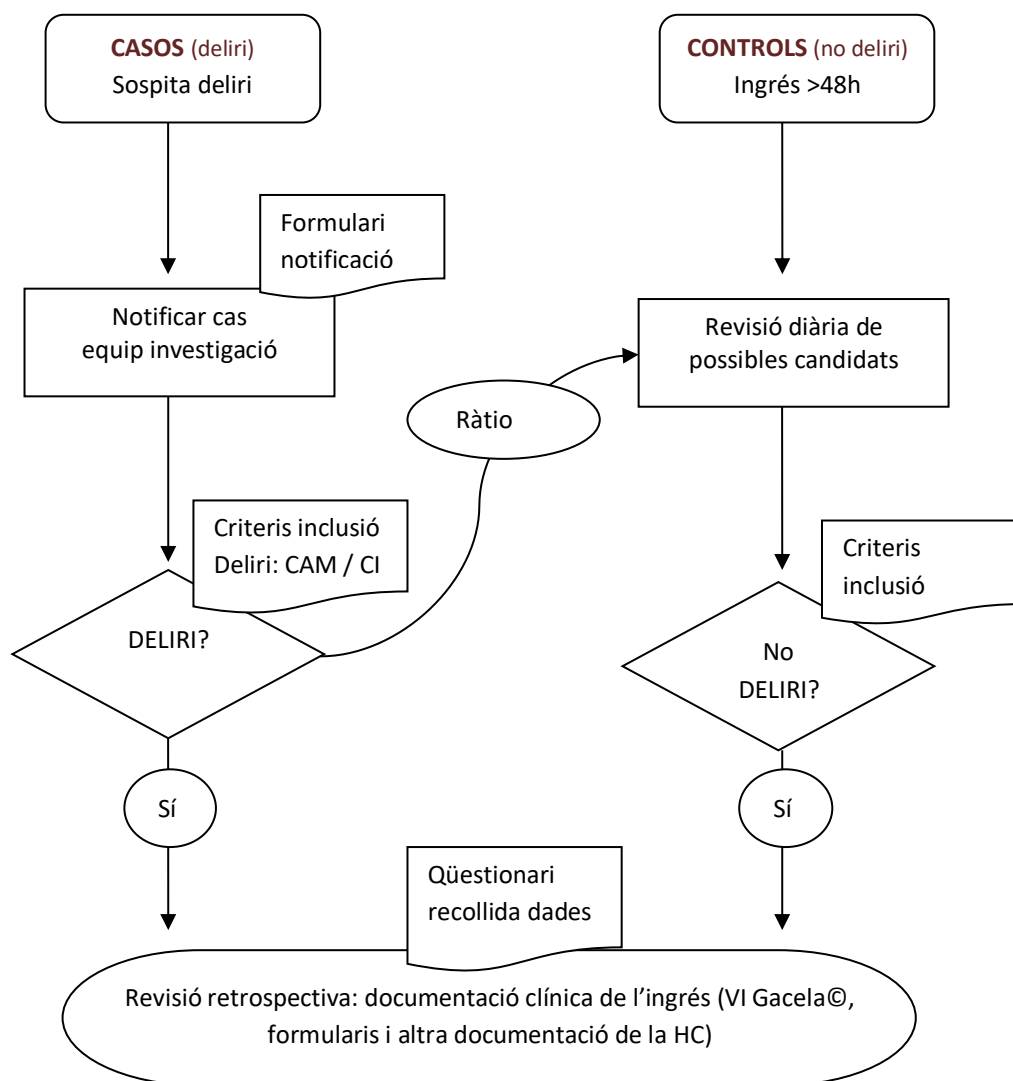 CASOS (deliri)
Sospita deliri
CONTROLS (no deliri)
Ingrés >48h
Formulari
notificació
Notificar cas
equip investigació
Revisió diària de
possibles candidats
Ràtio
Criteris inclusió
Deliri: CAM / CI
Criteris
inclusió
DELIRI?
No
DELIRI?
Sí
Sí
Qüestionari
recollida dades
Revisió retrospectiva: documentació clínica de l’ingrés (VI Gacela©,
formularis i altra documentació de la HC)